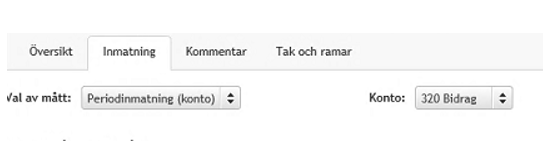 Översikt Inmatning Kommentar Tak och ramar
Val av mått: Periodinmatning (konto) Konto: 320 Bidrag